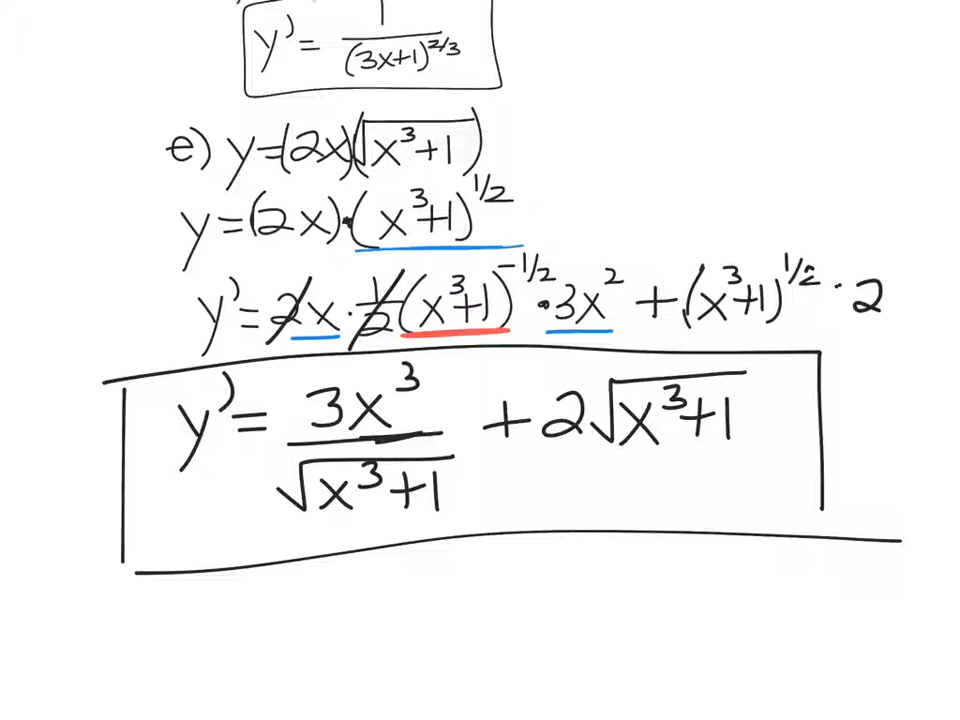 y' = 1/(3x+1)^2/3
e) y=(2x)(√x³+1)
y=(2x)·(x³+1)^1/2
y' = 2x · 1/2 (x³+1)^-1/2 · 3x² + (x³+1)^1/2 · 2
y' = 3x³/√x³+1 + 2√x³+1